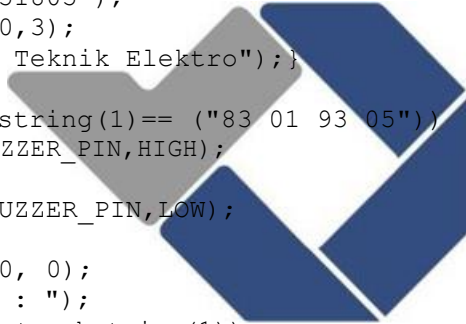 0,3);
Teknik Elektro");}
string(1)== ("83 01 93 05"))
ZZER_PIN,HIGH);
UZZER_PIN,LOW);
0, 0);
: ");